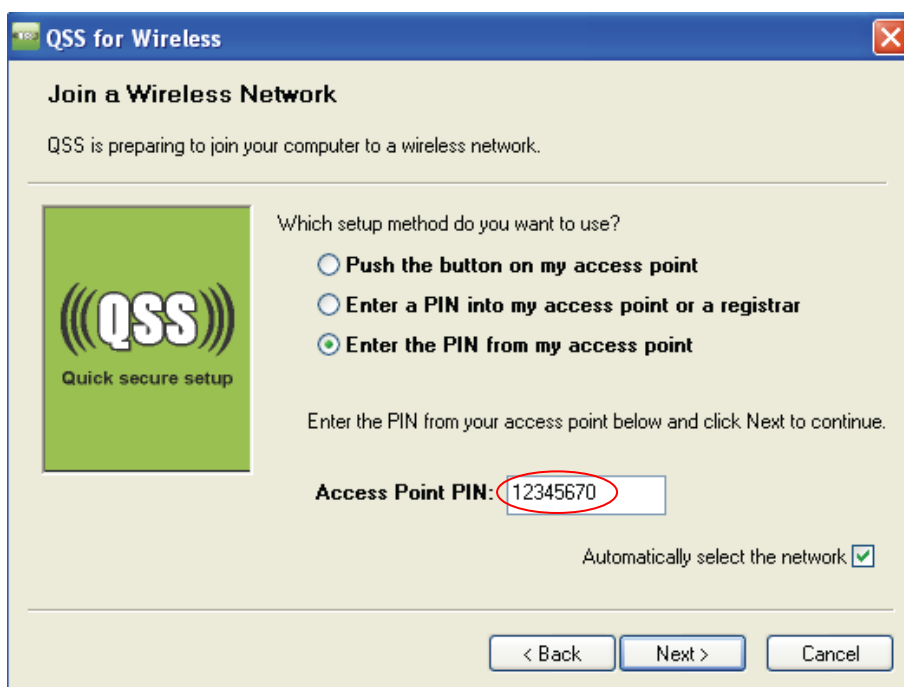 QSS for Wireless
Join a Wireless Network
QSS is preparing to join your computer to a wireless network.
Which setup method do you want to use?
Push the button on my access point
Enter a PIN into my access point or a registrar
Enter the PIN from my access point
(((QSS)))
Quick secure setup
Enter the PIN from your access point below and click Next to continue.
Access Point PIN: 12345670
Automatically select the network
< Back Next > Cancel